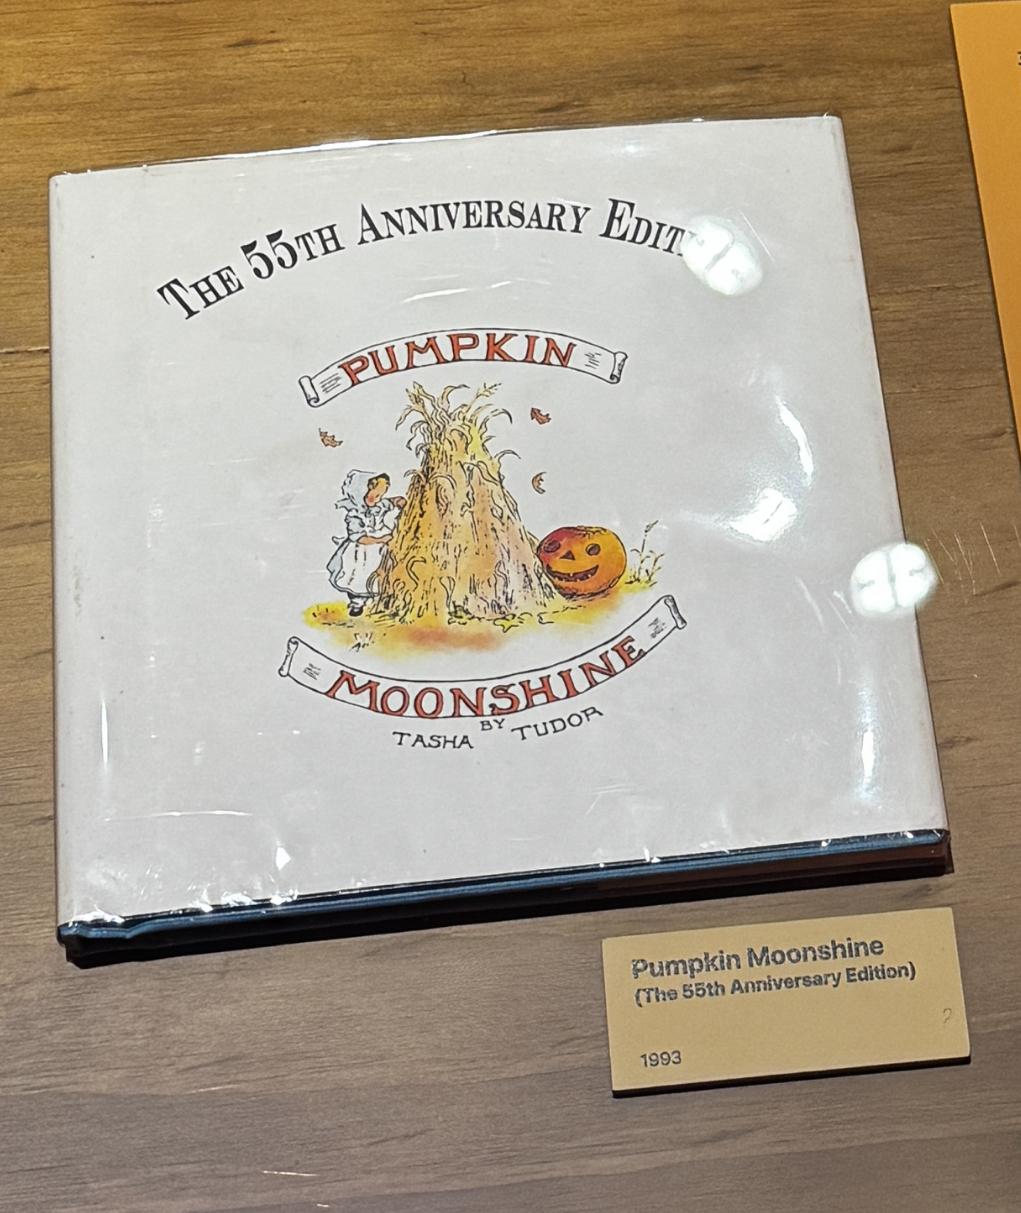 THE 55TH ANNIVERSARY
PUMPKIN
MOONSHINE
BY
TASHA TUDOR
Pumpkin Moonshine
(The 55th Anniversary Edition)
1993